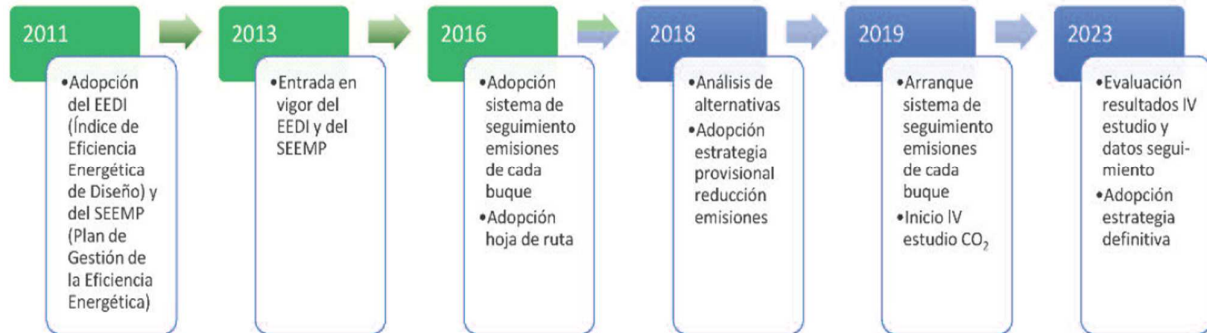 2011
•Adopción
del EEDI
(Índice de
Eficiencia
Energética
de Diseño) y
del SEEMP
(Plan de
Gestión de
la Eficiencia
Energética)
2013
•Entrada en
vigor del
EEDI y del
SEEMP
2016
•Adopción
sistema de
seguimiento
emisiones
de cada
buque
•Adopción
hoja de ruta
2018
•Análisis de
alternativas
•Adopción
estrategia
provisional
reducción
emisiones
2019
•Arranque
sistema de
seguimiento
emisiones
de cada
buque
•Inicio IV
estudio CO₂
2023
•Evaluación
resultados IV
estudio y
datos segui-
miento
•Adopción
estrategia
definitiva